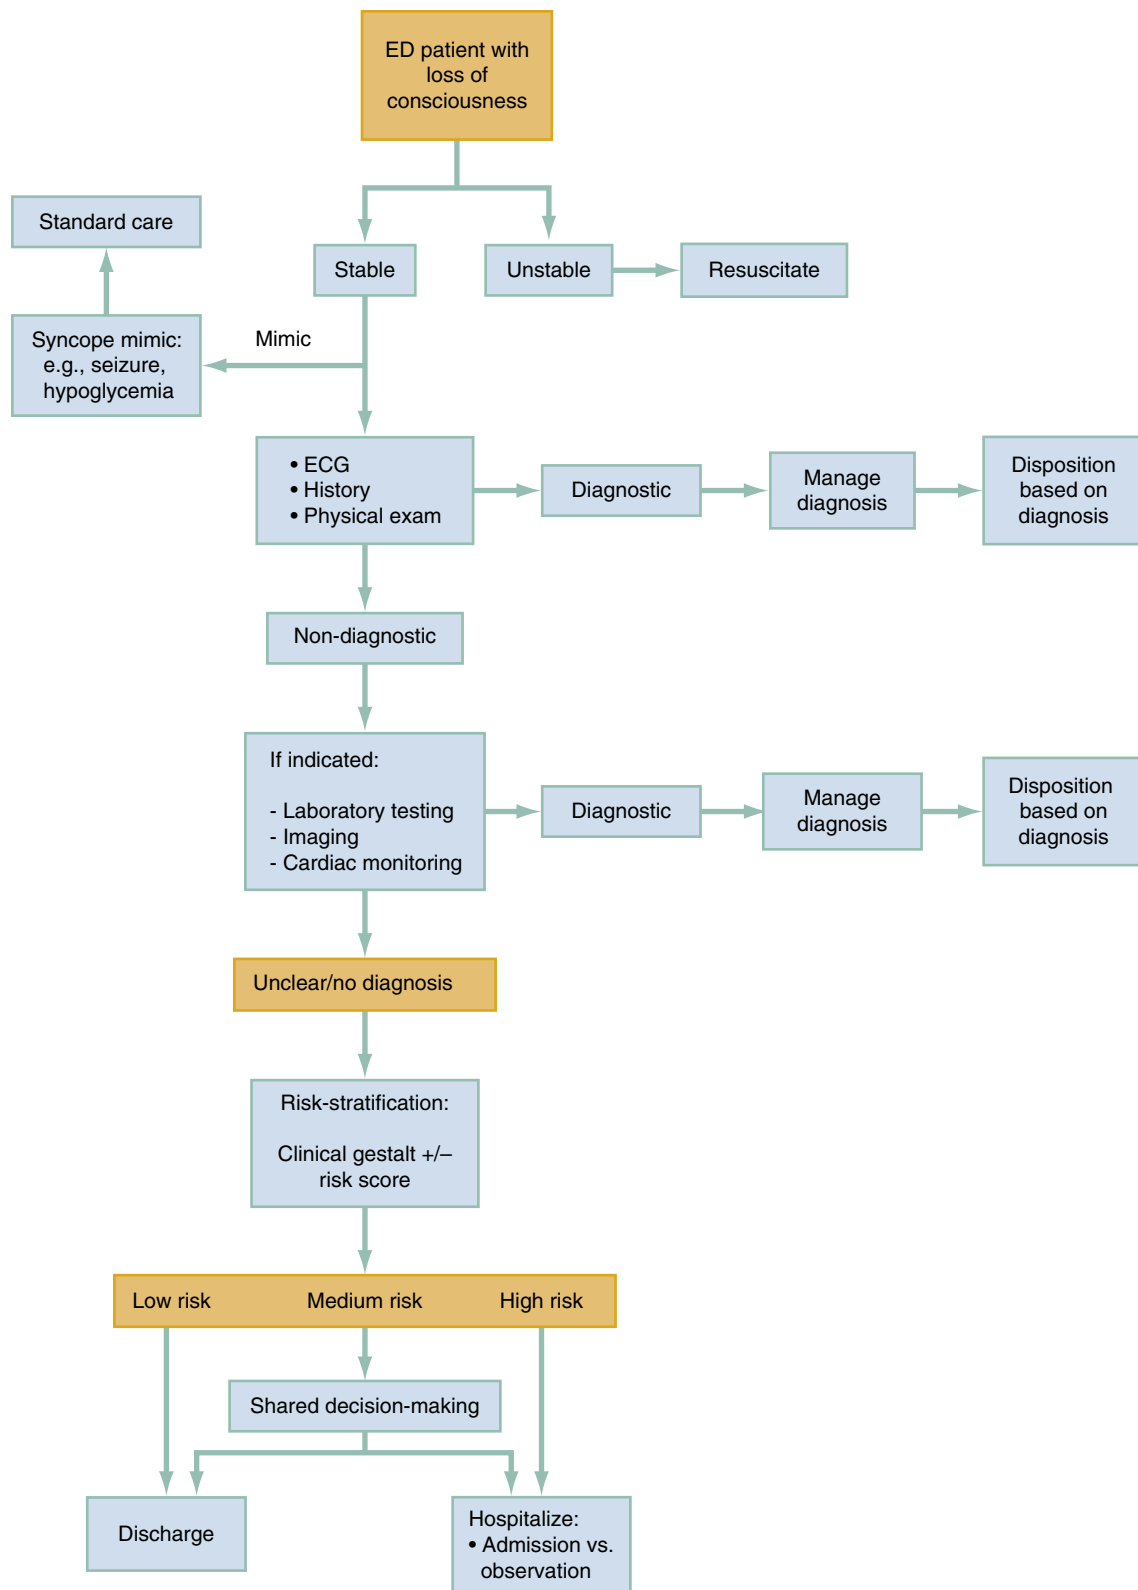 ED patient with
loss of
consciousness
Standard care
Stable
Unstable
Resuscitate
Syncope mimic:
e.g., seizure,
hypoglycemia
Mimic
• ECG
• History
• Physical exam
Diagnostic
Manage
diagnosis
Disposition
based on
diagnosis
Non-diagnostic
If indicated:
- Laboratory testing
- Imaging
- Cardiac monitoring
Diagnostic
Manage
diagnosis
Disposition
based on
diagnosis
Unclear/no diagnosis
Risk-stratification:
Clinical gestalt +/–
risk score
Low risk
Medium risk
High risk
Shared decision-making
Discharge
Hospitalize:
• Admission vs.
observation